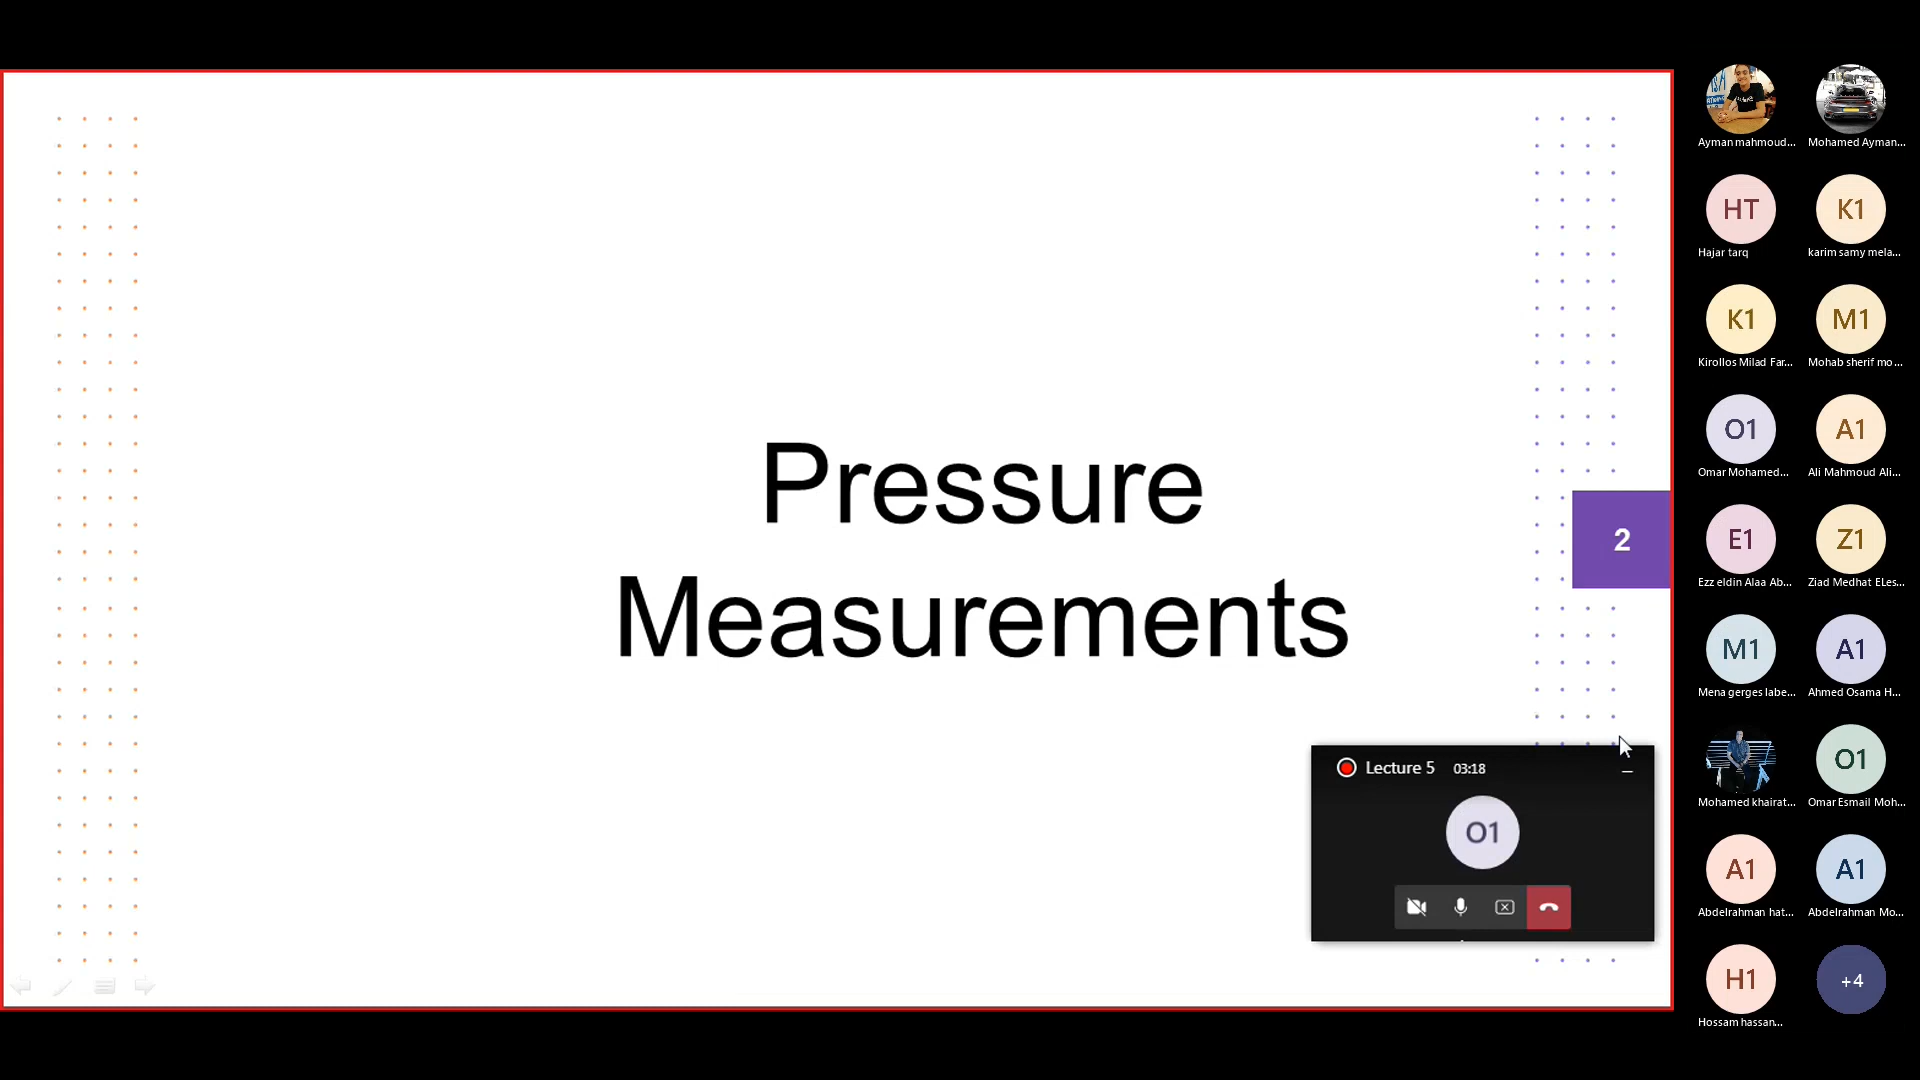 Pressure
Measurements
2
Lecture 5 03:18
O1
Ayman mahmoud...
Mohamed Ayman...
HT
K1
Hajar tarq
karim samy mela...
K1
M1
Kirollos Milad Far...
Mohab sherif mo...
O1
A1
Omar Mohamed...
Ali Mahmoud Ali...
E1
Z1
Ezz eldin Alaa Ab...
Ziad Medhat ELes...
M1
A1
Mena gerges labe...
Ahmed Osama H...
O1
Mohamed khairat...
Omar Esmail Moh...
A1
A1
Abdelrahman hat...
Abdelrahman Mo...
H1
+4
Hossam hassan...